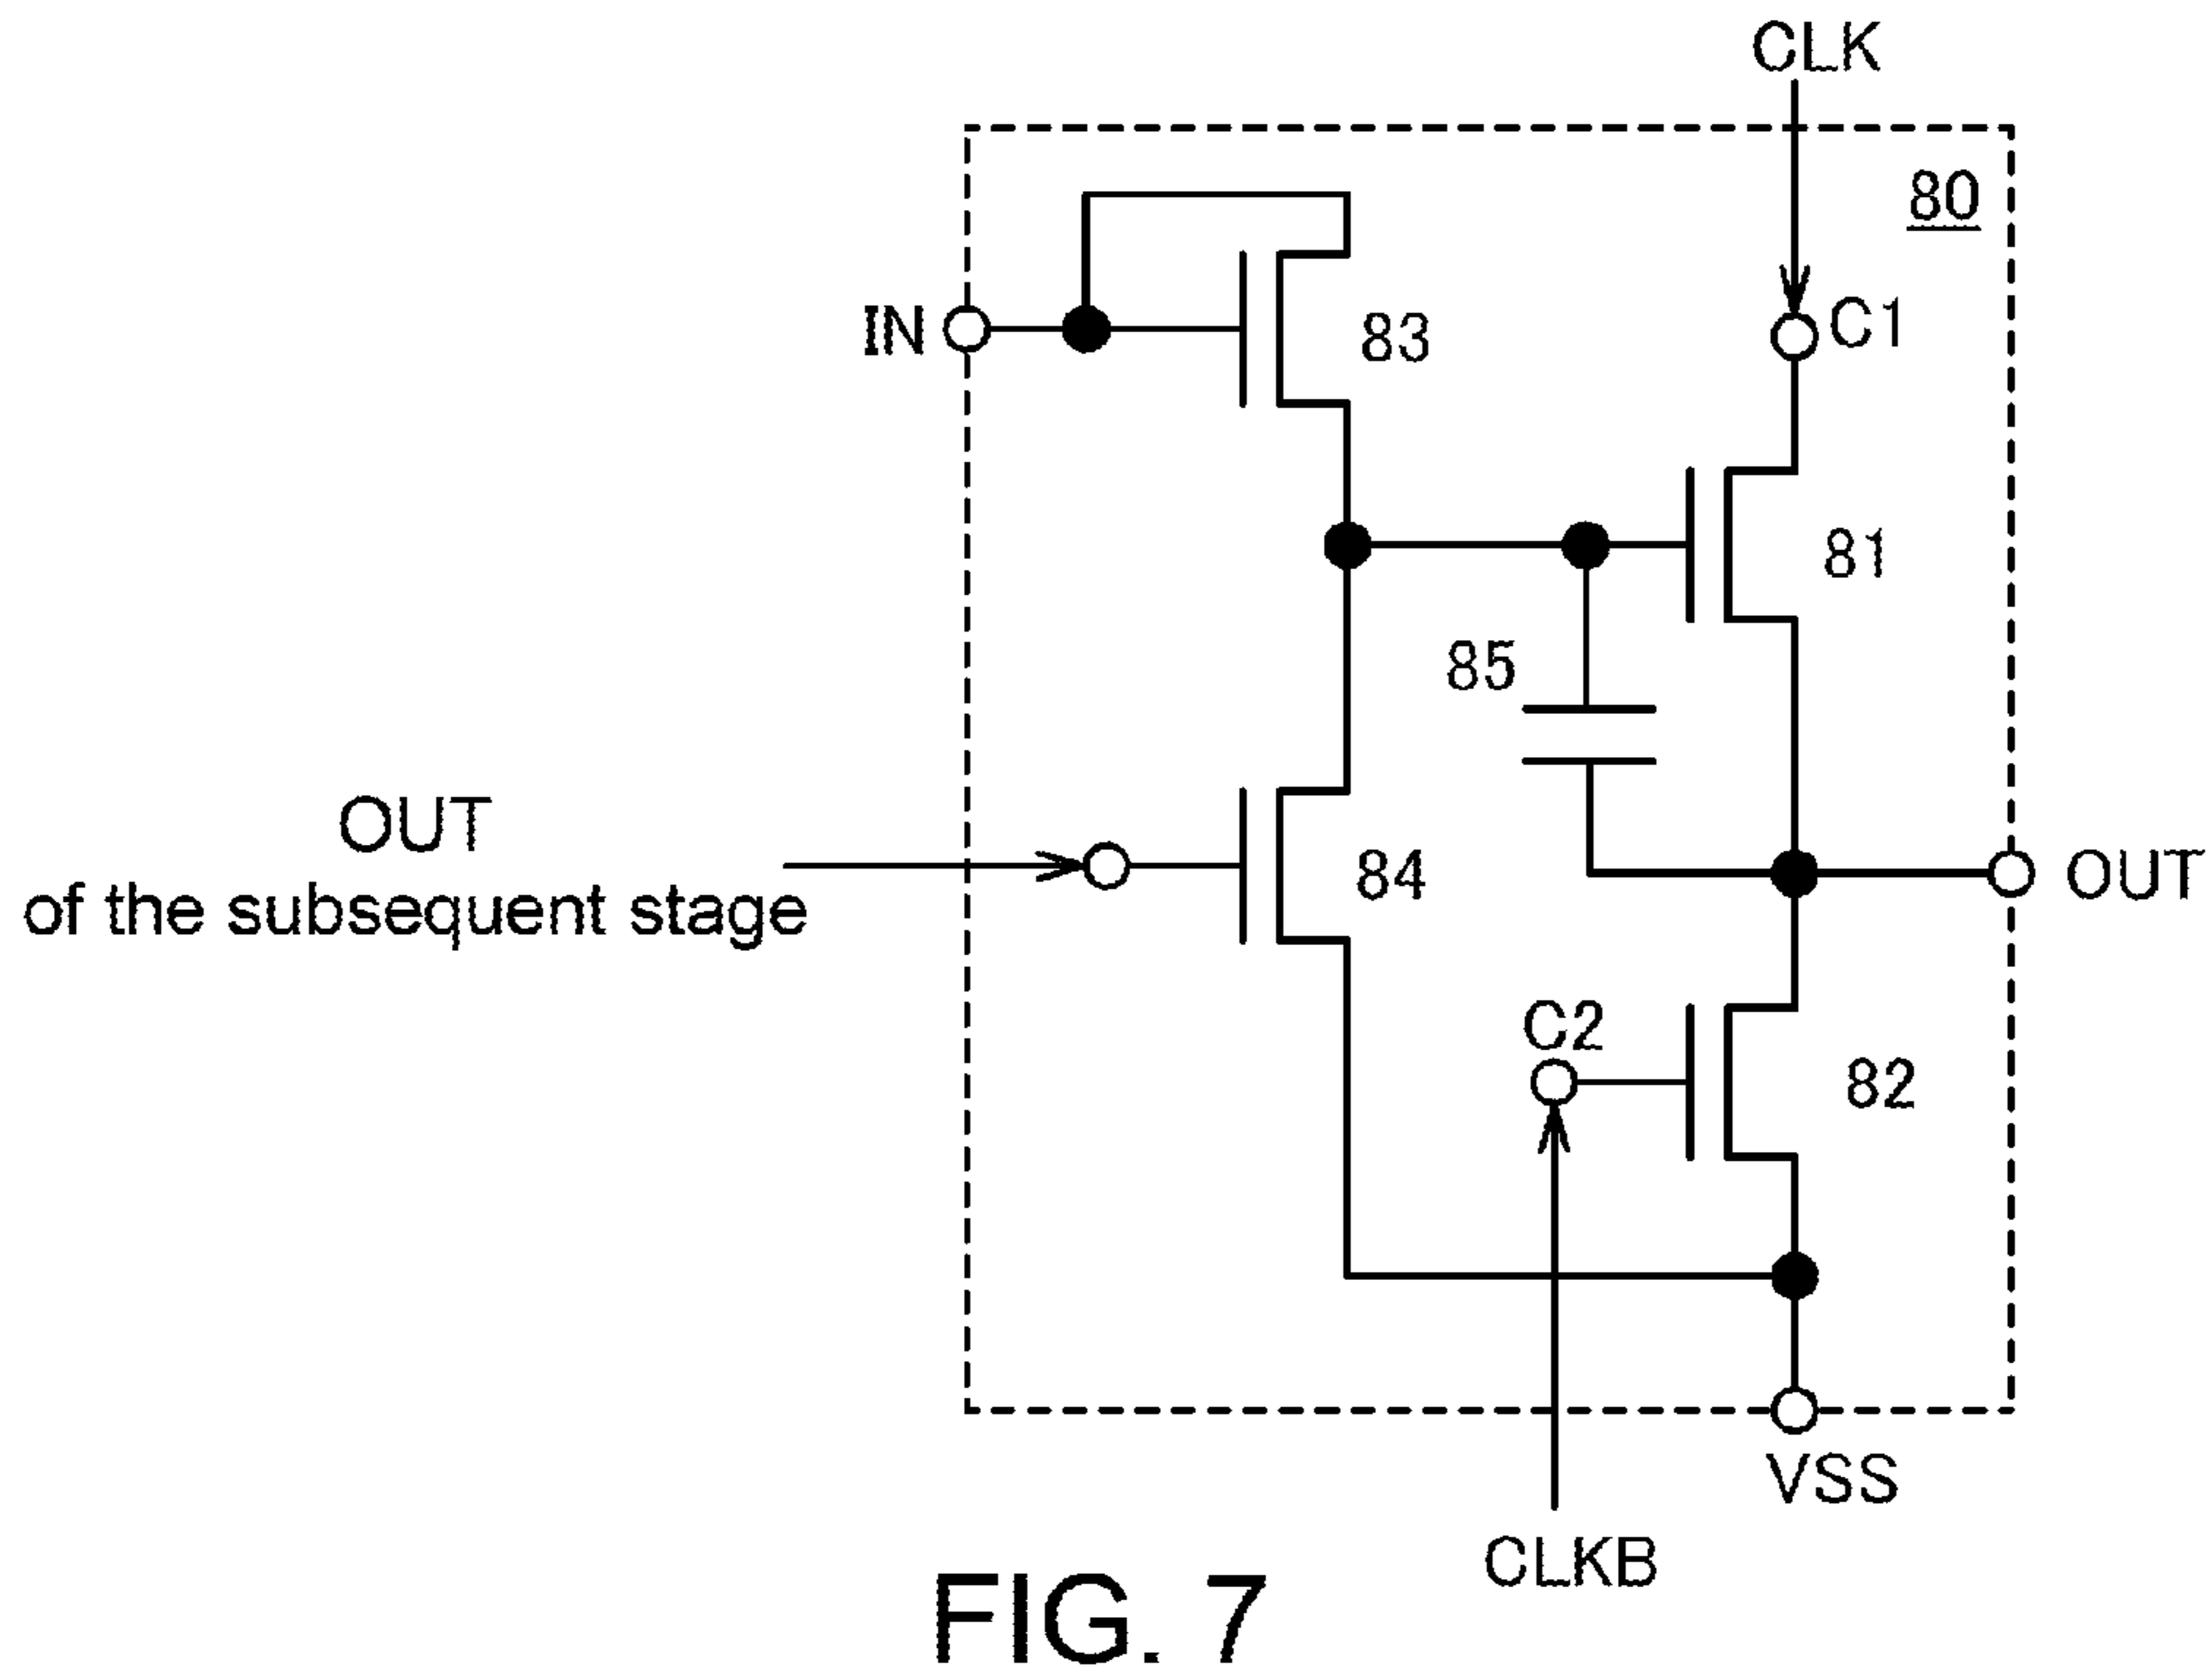 CLK
80
IN
83
C1
81
85
OUT
of the subsequent stage
84
OUT
C2
82
VSS
CLKB
FIG. 7